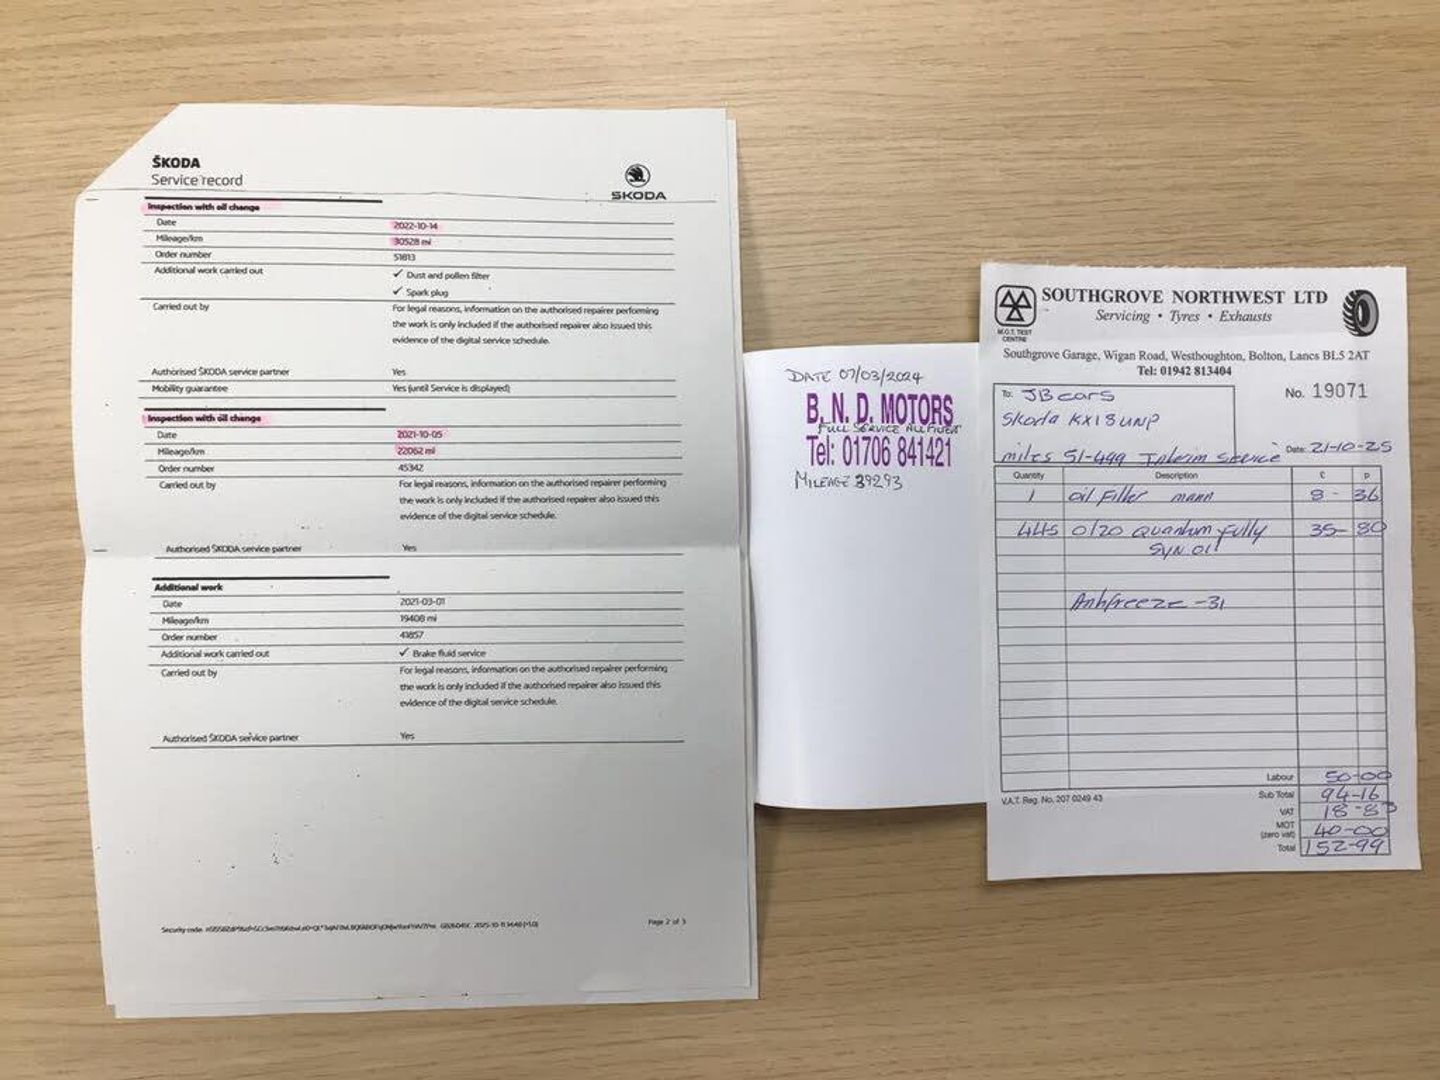 ŠKODA
Service record
SKODA
Inspection with oil change
Date 2022-10-14
Mileage/km 30528 mi
Order number 51813
Additional work carried out ✓ Dust and pollen filter
✓ Spark plug
Carried out by For legal reasons, information on the authorised repairer performing
the work is only included if the authorised repairer also issued this
evidence of the digital service schedule.
Authorised ŠKODA service partner Yes
Mobility guarantee Yes (until Service is displayed)
Inspection with oil change
Date 2021-10-05
Mileage/km 22062 mi
Order number 45342
Carried out by For legal reasons, information on the authorised repairer performing
the work is only included if the authorised repairer also issued this
evidence of the digital service schedule.
Authorised ŠKODA service partner Yes
Additional work
Date 2021-03-01
Mileage/km 19408 mi
Order number 41857
Additional work carried out ✓ Brake fluid service
Carried out by For legal reasons, information on the authorised repairer performing
the work is only included if the authorised repairer also issued this
evidence of the digital service schedule.
Authorised ŠKODA service partner Yes
Security code:
Page 2 of 3
DATE 07/03/2024
B. N. D. MOTORS
FULL SERVICE ALL FILTERS
Tel: 01706 841421
MILEAGE 39293
M.O.T. TEST
CENTRE
SOUTHGROVE NORTHWEST LTD
Servicing • Tyres • Exhausts
Southgrove Garage, Wigan Road, Westhoughton, Bolton, Lancs BL5 2AT
Tel: 01942 813404
To: JB cars
No. 19071
Skoda KX18UNP
miles 51-499 Interim service Date: 21-10-25
Quantity Description £ p
1 oil Filter mann 8 - 36
4Lts 0/20 Quantum fully 35 - 80
SYN oil
Antifreeze -31
Labour 50-00
Sub Total 94-16
V.A.T. Reg. No. 207 0249 43
VAT 18-83
MOT
(zero vat) 40-00
Total 152-99